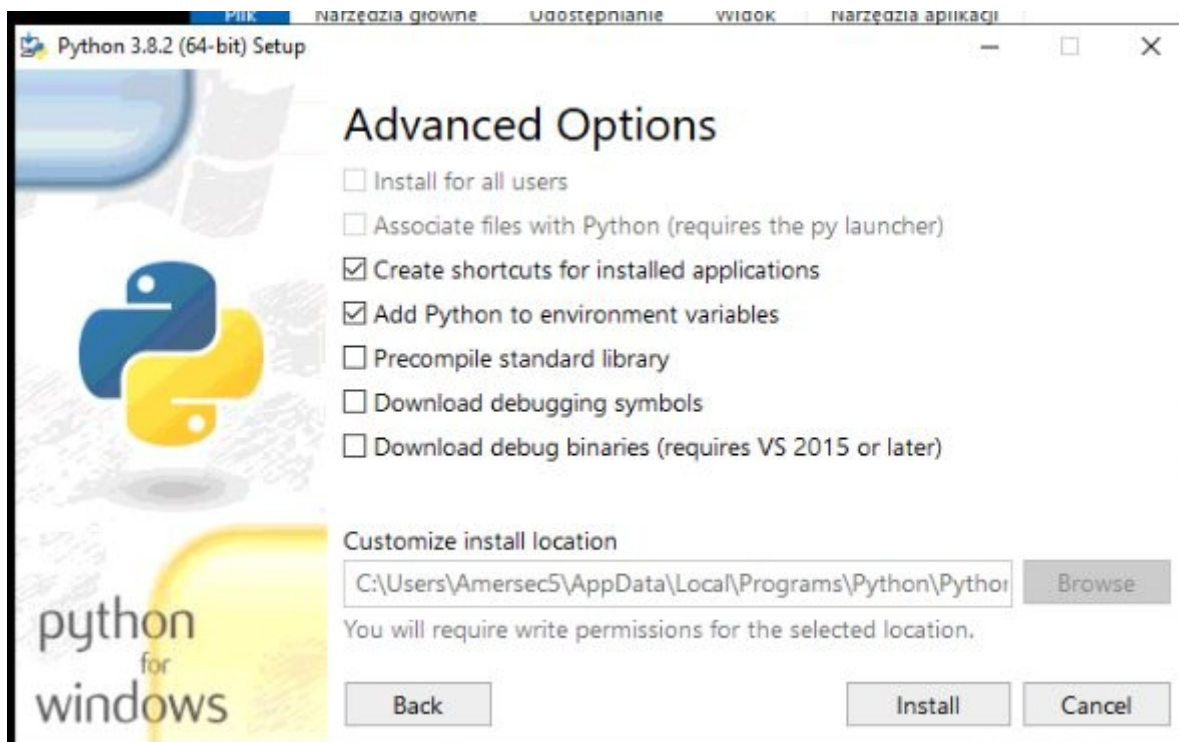 Plik Narzędzia główne Udostępnianie Widok Narzędzia aplikacji
Python 3.8.2 (64-bit) Setup
Advanced Options
Install for all users
Associate files with Python (requires the py launcher)
Create shortcuts for installed applications
Add Python to environment variables
Precompile standard library
Download debugging symbols
Download debug binaries (requires VS 2015 or later)
Customize install location
C:\Users\Amersec5\AppData\Local\Programs\Python\Pytho
Browse
You will require write permissions for the selected location.
python
for
windows
Back Install Cancel